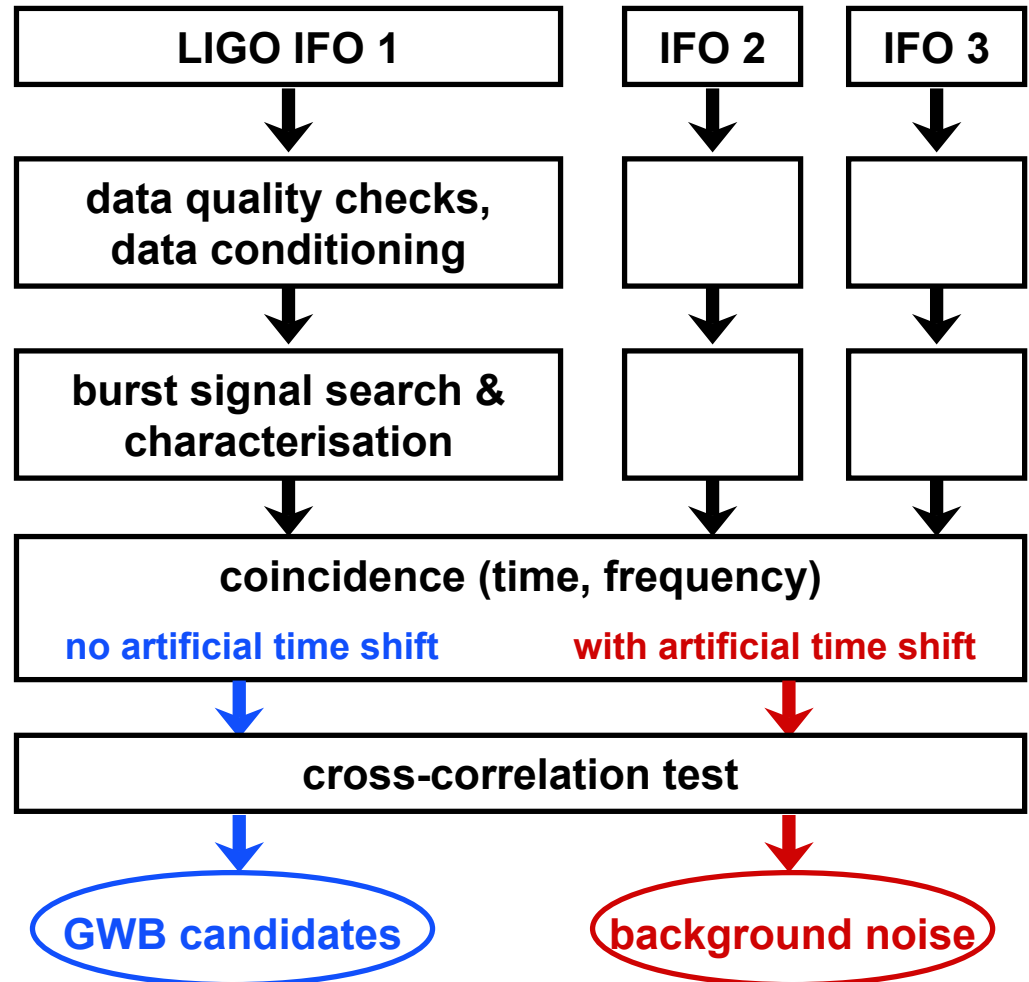 LIGO IFO 1
IFO 2
IFO 3
data quality checks,
data conditioning
burst signal search &
characterisation
coincidence (time, frequency)
no artificial time shift
with artificial time shift
cross-correlation test
GWB candidates
background noise